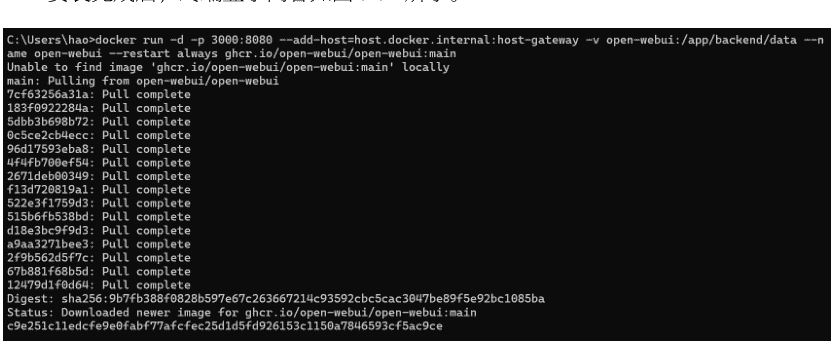 C:\Users\hao>docker run -d -p 3000:8080 --add-host=host.docker.internal:host-gateway -v open-webui:/app/backend/data --n
ame open-webui --restart always ghcr.io/open-webui/open-webui:main
Unable to find image 'ghcr.io/open-webui/open-webui:main' locally
main: Pulling from open-webui/open-webui
7cf63256a31a: Pull complete
183f0922284a: Pull complete
5dbb3b698b72: Pull complete
0c5ce2cb4ecc: Pull complete
96d17593eba8: Pull complete
4f4fb700ef54: Pull complete
2671deb00349: Pull complete
f13d720819a1: Pull complete
522e3f1759d3: Pull complete
515b6fb538bd: Pull complete
d18e3bc9f9d3: Pull complete
a9aa3271bee3: Pull complete
2f9b562d5f7c: Pull complete
67b881f68b5d: Pull complete
12479d1f0d64: Pull complete
Digest: sha256:9b7fb388f0828b597e67c263667214c93592cbc5cac3047be89f5e92bc1085ba
Status: Downloaded newer image for ghcr.io/open-webui/open-webui:main
c9e251c11edcfe9e0fabf77afcfec25d1d5fd926153c1150a7846593cf5ac9ce